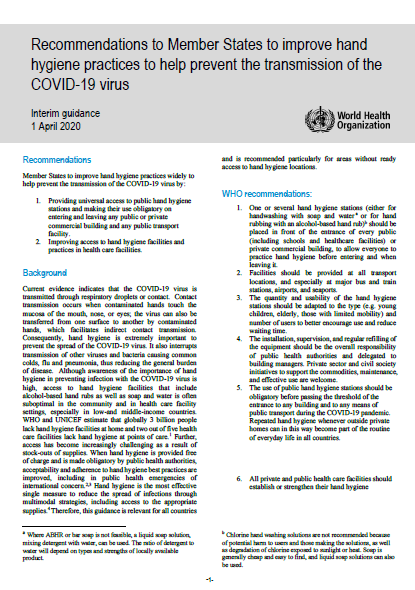 Recommendations to Member States to improve hand
hygiene practices to help prevent the transmission of the
COVID-19 virus
Interim guidance
1 April 2020
World Health
Organization
Recommendations
Member States to improve hand hygiene practices widely to
help prevent the transmission of the COVID-19 virus by:
1. Providing universal access to public hand hygiene
stations and making their use obligatory on
entering and leaving any public or private
commercial building and any public transport
facility.
2. Improving access to hand hygiene facilities and
practices in health care facilities.
Background
Current evidence indicates that the COVID-19 virus is
transmitted through respiratory droplets or contact. Contact
transmission occurs when contaminated hands touch the
mucosa of the mouth, nose, or eyes; the virus can also be
transferred from one surface to another by contaminated
hands, which facilitates indirect contact transmission.
Consequently, hand hygiene is extremely important to
prevent the spread of the COVID-19 virus. It also interrupts
transmission of other viruses and bacteria causing common
colds, flu and pneumonia, thus reducing the general burden
of disease. Although awareness of the importance of hand
hygiene in preventing infection with the COVID-19 virus is
high, access to hand hygiene facilities that include
alcohol-based hand rubs as well as soap and water is often
suboptimal in the community and in health care facility
settings, especially in low-and middle-income countries.
WHO and UNICEF estimate that globally 3 billion people
lack hand hygiene facilities at home and two out of five health
care facilities lack hand hygiene at points of care.1 Further,
access has become increasingly challenging as a result of
stock-outs of supplies. When hand hygiene is provided free
of charge and is made obligatory by public health authorities,
acceptability and adherence to hand hygiene best practices are
improved, including in public health emergencies of
international concern.2,3 Hand hygiene is the most effective
single measure to reduce the spread of infections through
multimodal strategies, including access to the appropriate
supplies.4 Therefore, this guidance is relevant for all countries
and is recommended particularly for areas without ready
access to hand hygiene locations.
WHO recommendations:
1. One or several hand hygiene stations (either for
handwashing with soap and water a or for hand
rubbing with an alcohol-based hand rub)b should be
placed in front of the entrance of every public
(including schools and healthcare facilities) or
private commercial building, to allow everyone to
practice hand hygiene before entering and when
leaving it.
2. Facilities should be provided at all transport
locations, and especially at major bus and train
stations, airports, and seaports.
3. The quantity and usability of the hand hygiene
stations should be adapted to the type (e.g. young
children, elderly, those with limited mobility) and
number of users to better encourage use and reduce
waiting time.
4. The installation, supervision, and regular refilling of
the equipment should be the overall responsibility
of public health authorities and delegated to
building managers. Private sector and civil society
initiatives to support the commodities, maintenance,
and effective use are welcome.
5. The use of public hand hygiene stations should be
obligatory before passing the threshold of the
entrance to any building and to any means of
public transport during the COVID-19 pandemic.
Repeated hand hygiene whenever outside private
homes can in this way become part of the routine
of everyday life in all countries.
6. All private and public health care facilities should
establish or strengthen their hand hygiene
a Where ABHR or bar soap is not feasible, a liquid soap solution,
mixing detergent with water, can be used. The ratio of detergent to
water will depend on types and strengths of locally available
product.
b Chlorine hand washing solutions are not recommended because
of potential harm to users and those making the solutions, as well
as degradation of chlorine exposed to sunlight or heat. Soap is
generally cheap and easy to find, and liquid soap solutions can also
be used.
-1-